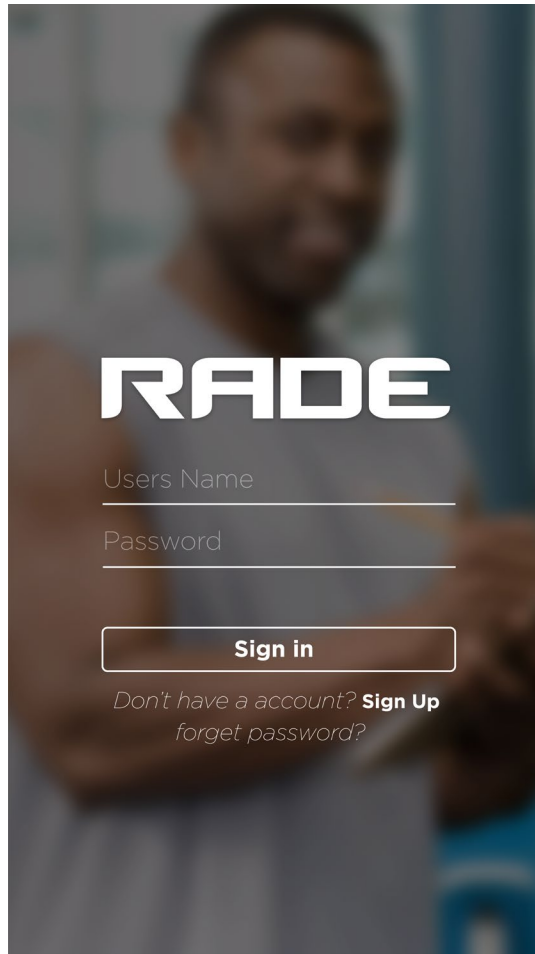 RADE
Users Name
Password
Sign in
Don't have a account? Sign Up
forget password?